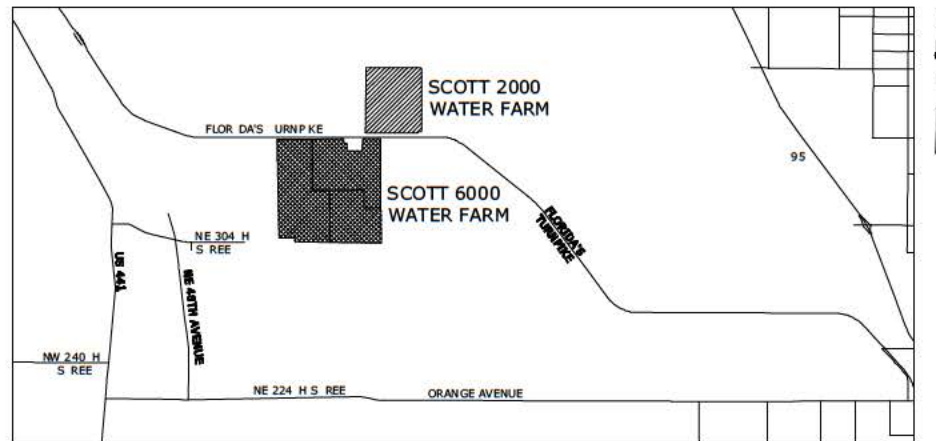 SCOTT 2000
WATER FARM
FLOR DA'S URNP KE
95
SCOTT 6000
WATER FARM
FLORIDA'S
TURNPIKE
NE 304 H
S REE
US 441
NE 48TH AVENUE
NW 240 H
S REE
NE 224 H S REE
ORANGE AVENUE